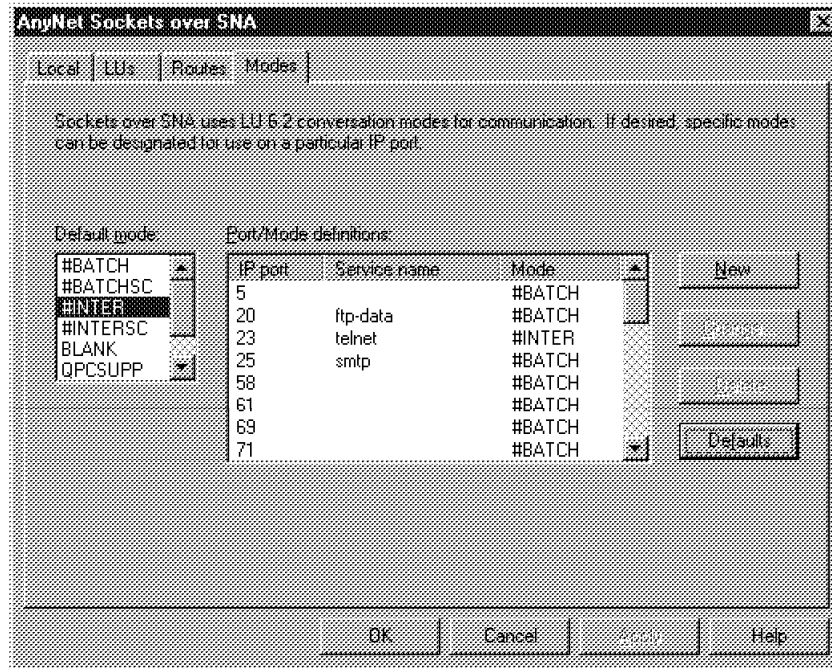 AnyNet Sockets over SNA
Local LUs Routes Modes
Sockets over SNA uses LU 6.2 conversation modes for communication. If desired, specific modes
can be designated for use on a particular IP port.
Default mode:
#BATCH
#BATCHSC
#INTER
#INTERSC
BLANK
QPCSUPP
Port/Mode definitions:
IP port Service name Mode
5 #BATCH
20 ftp-data #BATCH
23 telnet #INTER
25 smtp #BATCH
58 #BATCH
61 #BATCH
69 #BATCH
71 #BATCH
New
Delete
Defaults
OK Cancel Apply Help